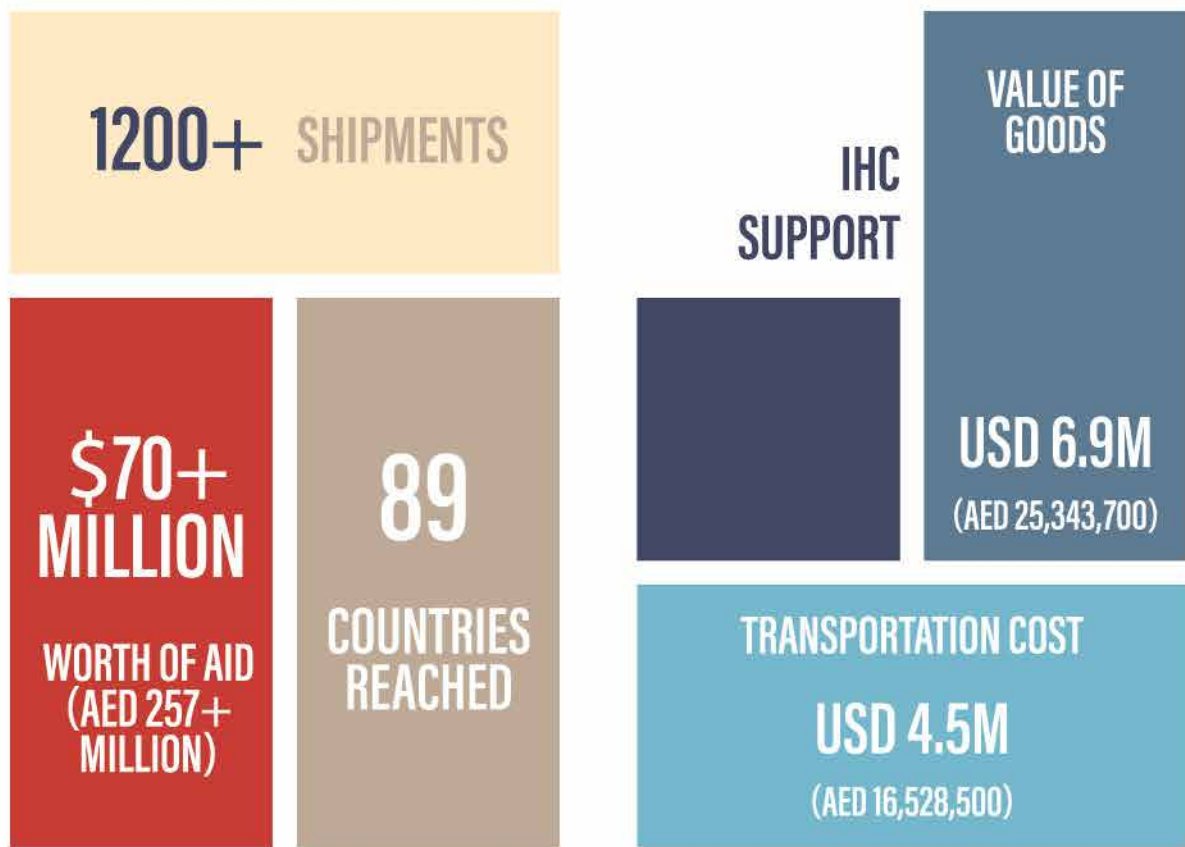 1200+ SHIPMENTS
$70+
MILLION
WORTH OF AID
(AED 257+
MILLION)
89
COUNTRIES
REACHED
IHC
SUPPORT
VALUE OF
GOODS
USD 6.9M
(AED 25,343,700)
TRANSPORTATION COST
USD 4.5M
(AED 16,528,500)